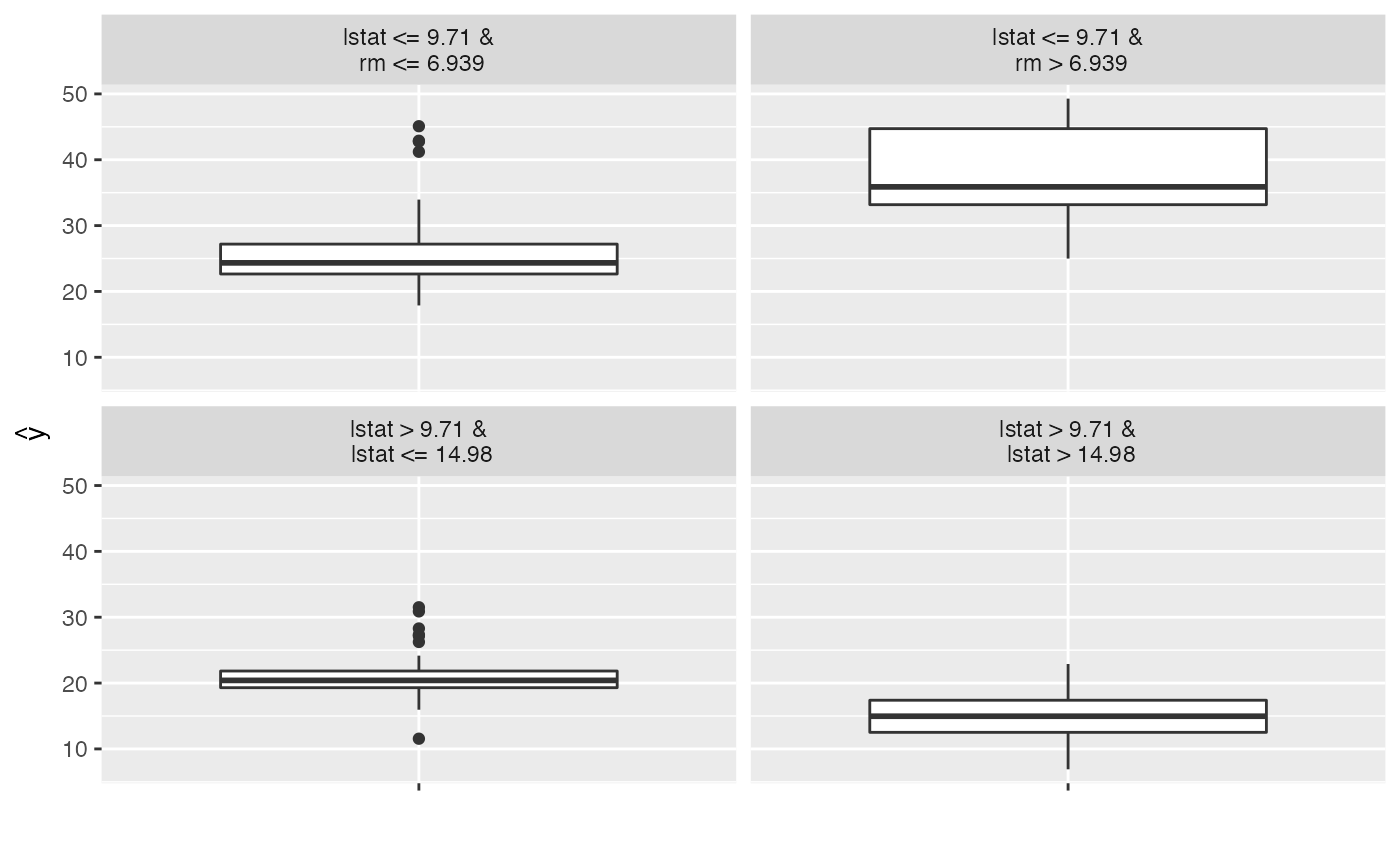 lstat <= 9.71 &
rm <= 6.939
lstat <= 9.71 &
rm > 6.939
50
40
30
20
10
ŷ
lstat > 9.71 &
lstat <= 14.98
lstat > 9.71 &
lstat > 14.98
50
40
30
20
10